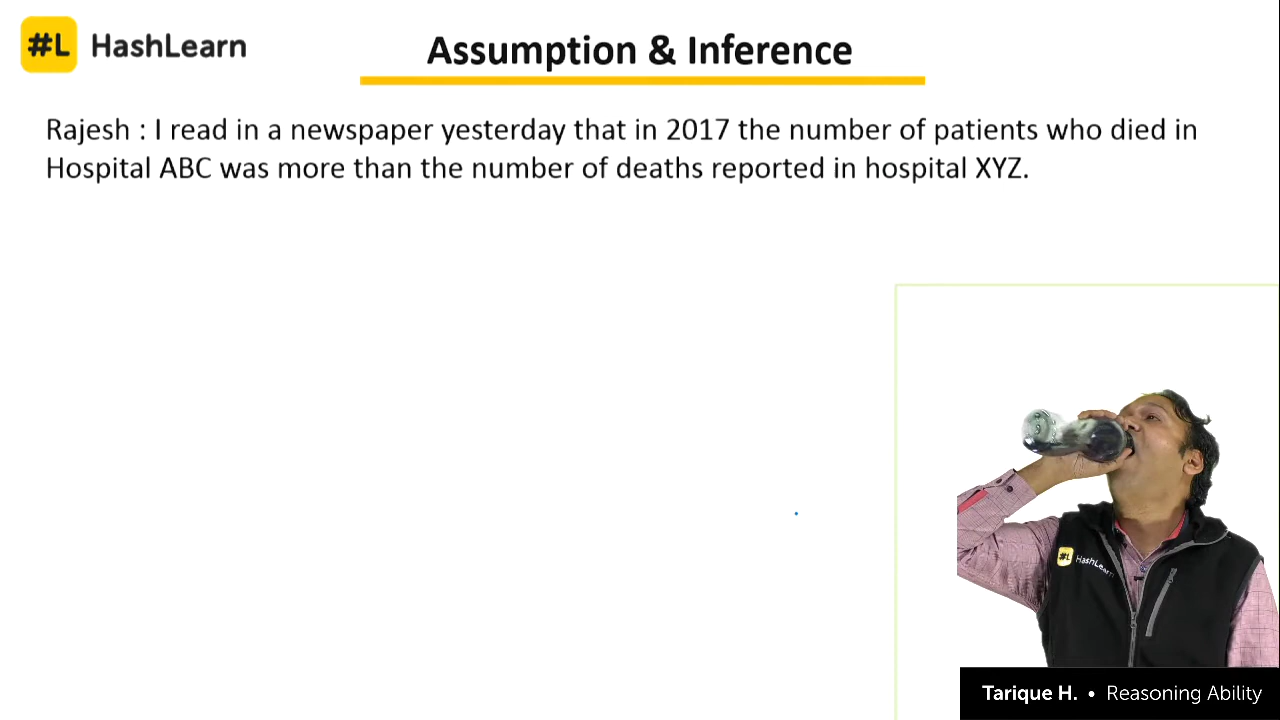 #L HashLearn
Assumption & Inference
Rajesh : I read in a newspaper yesterday that in 2017 the number of patients who died in
Hospital ABC was more than the number of deaths reported in hospital XYZ.
#L HashLearn
Tarique H. • Reasoning Ability